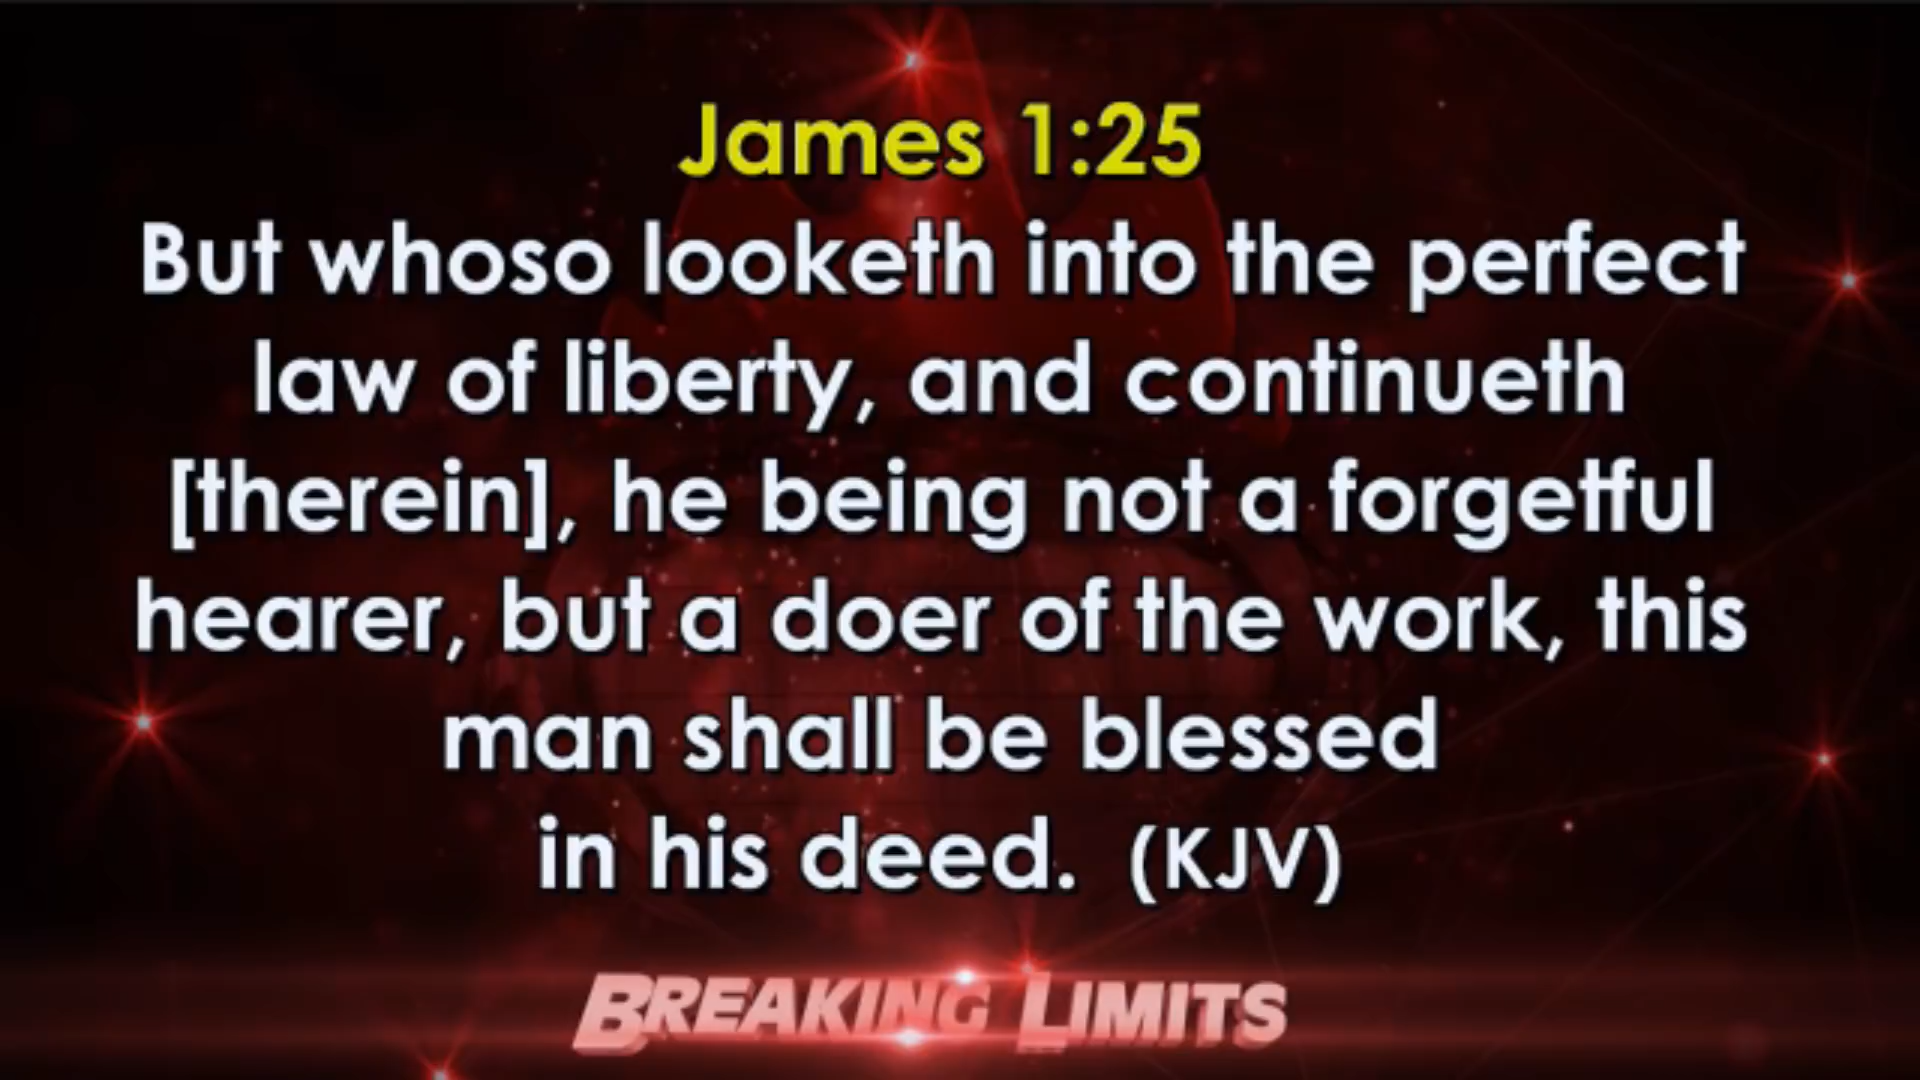 James 1:25
But whoso looketh into the perfect
law of liberty, and continueth
[therein], he being not a forgetful
hearer, but a doer of the work, this
man shall be blessed
in his deed. (KJV)
BREAKING LIMITS